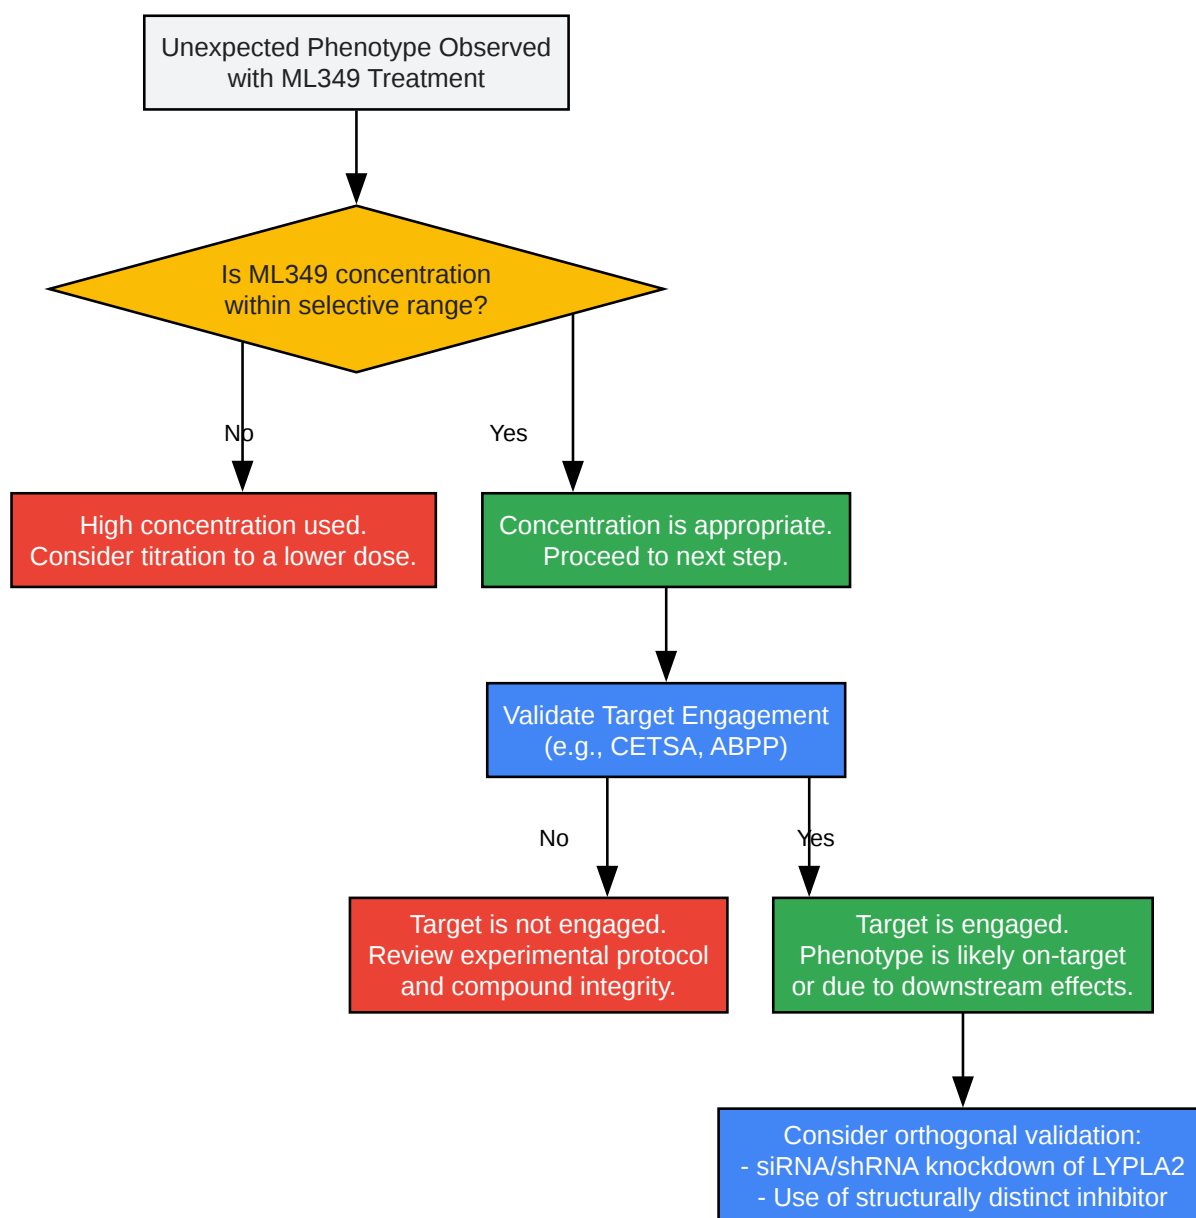 Unexpected Phenotype Observed
with ML349 Treatment
Is ML349 concentration
within selective range?
No
Yes
High concentration used.
Consider titration to a lower dose.
Concentration is appropriate.
Proceed to next step.
Validate Target Engagement
(e.g., CETSA, ABPP)
No
Yes
Target is not engaged.
Review experimental protocol
and compound integrity.
Target is engaged.
Phenotype is likely on-target
or due to downstream effects.
Consider orthogonal validation:
- siRNA/shRNA knockdown of LYPLA2
- Use of structurally distinct inhibitor